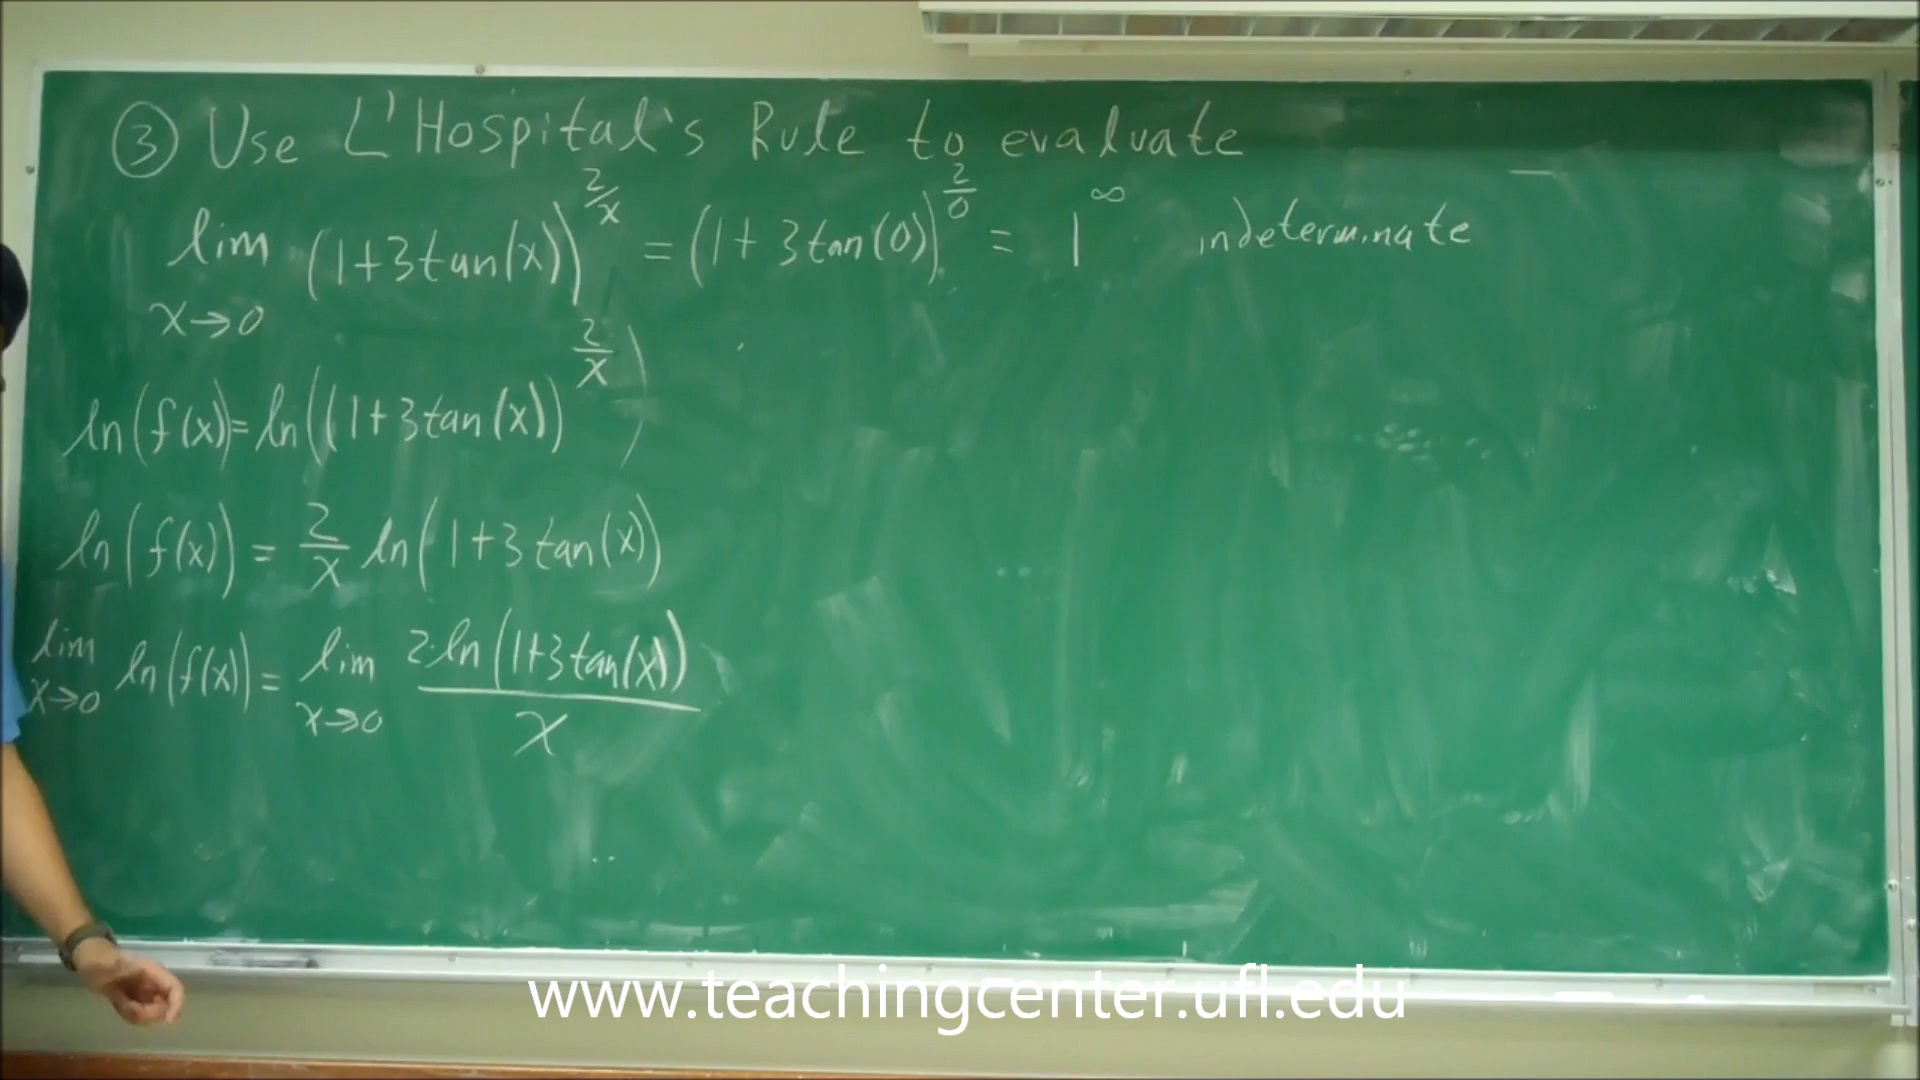 ③ Use L'Hospital's Rule to evaluate
lim x→0 (1+3tan(x))^(2/x) = (1+3tan(0))^(2/0) = 1^∞ indeterminate
ln(f(x)=ln((1+3tan(x))^(2/x))
ln(f(x)) = 2/x ln(1+3tan(x))
lim x→0 ln(f(x)) = lim x→0 2·ln(1+3tan(x))/x
www.teachingcenter.ufl.edu